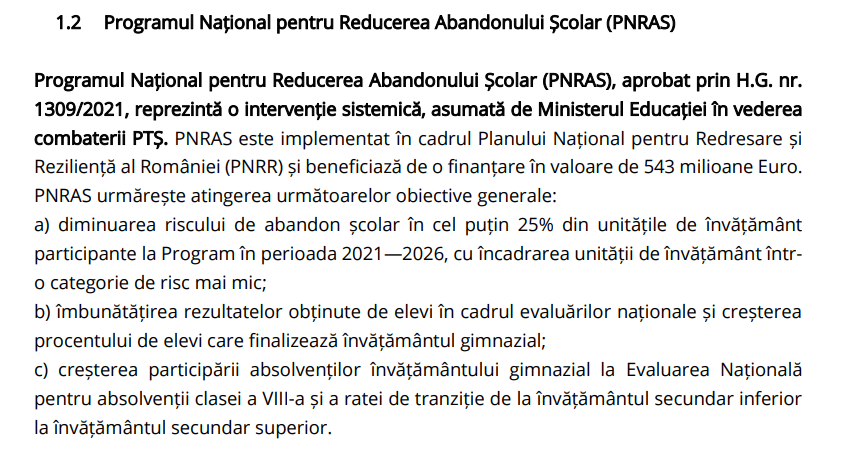 1.2 Programul Național pentru Reducerea Abandonului Școlar (PNRAS)
Programul Național pentru Reducerea Abandonului Școlar (PNRAS), aprobat prin H.G. nr.
1309/2021, reprezintă o intervenție sistemică, asumată de Ministerul Educației în vederea
combaterii PTȘ. PNRAS este implementat în cadrul Planului Național pentru Redresare și
Reziliență al României (PNRR) și beneficiază de o finanțare în valoare de 543 milioane Euro.
PNRAS urmărește atingerea următoarelor obiective generale:
a) diminuarea riscului de abandon școlar în cel puțin 25% din unitățile de învățământ
participante la Program în perioada 2021—2026, cu încadrarea unității de învățământ într-
o categorie de risc mai mic;
b) îmbunătățirea rezultatelor obținute de elevi în cadrul evaluărilor naționale și creșterea
procentului de elevi care finalizează învățământul gimnazial;
c) creșterea participării absolvenților învățământului gimnazial la Evaluarea Națională
pentru absolvenții clasei a VIII-a și a ratei de tranziție de la învățământul secundar inferior
la învățământul secundar superior.